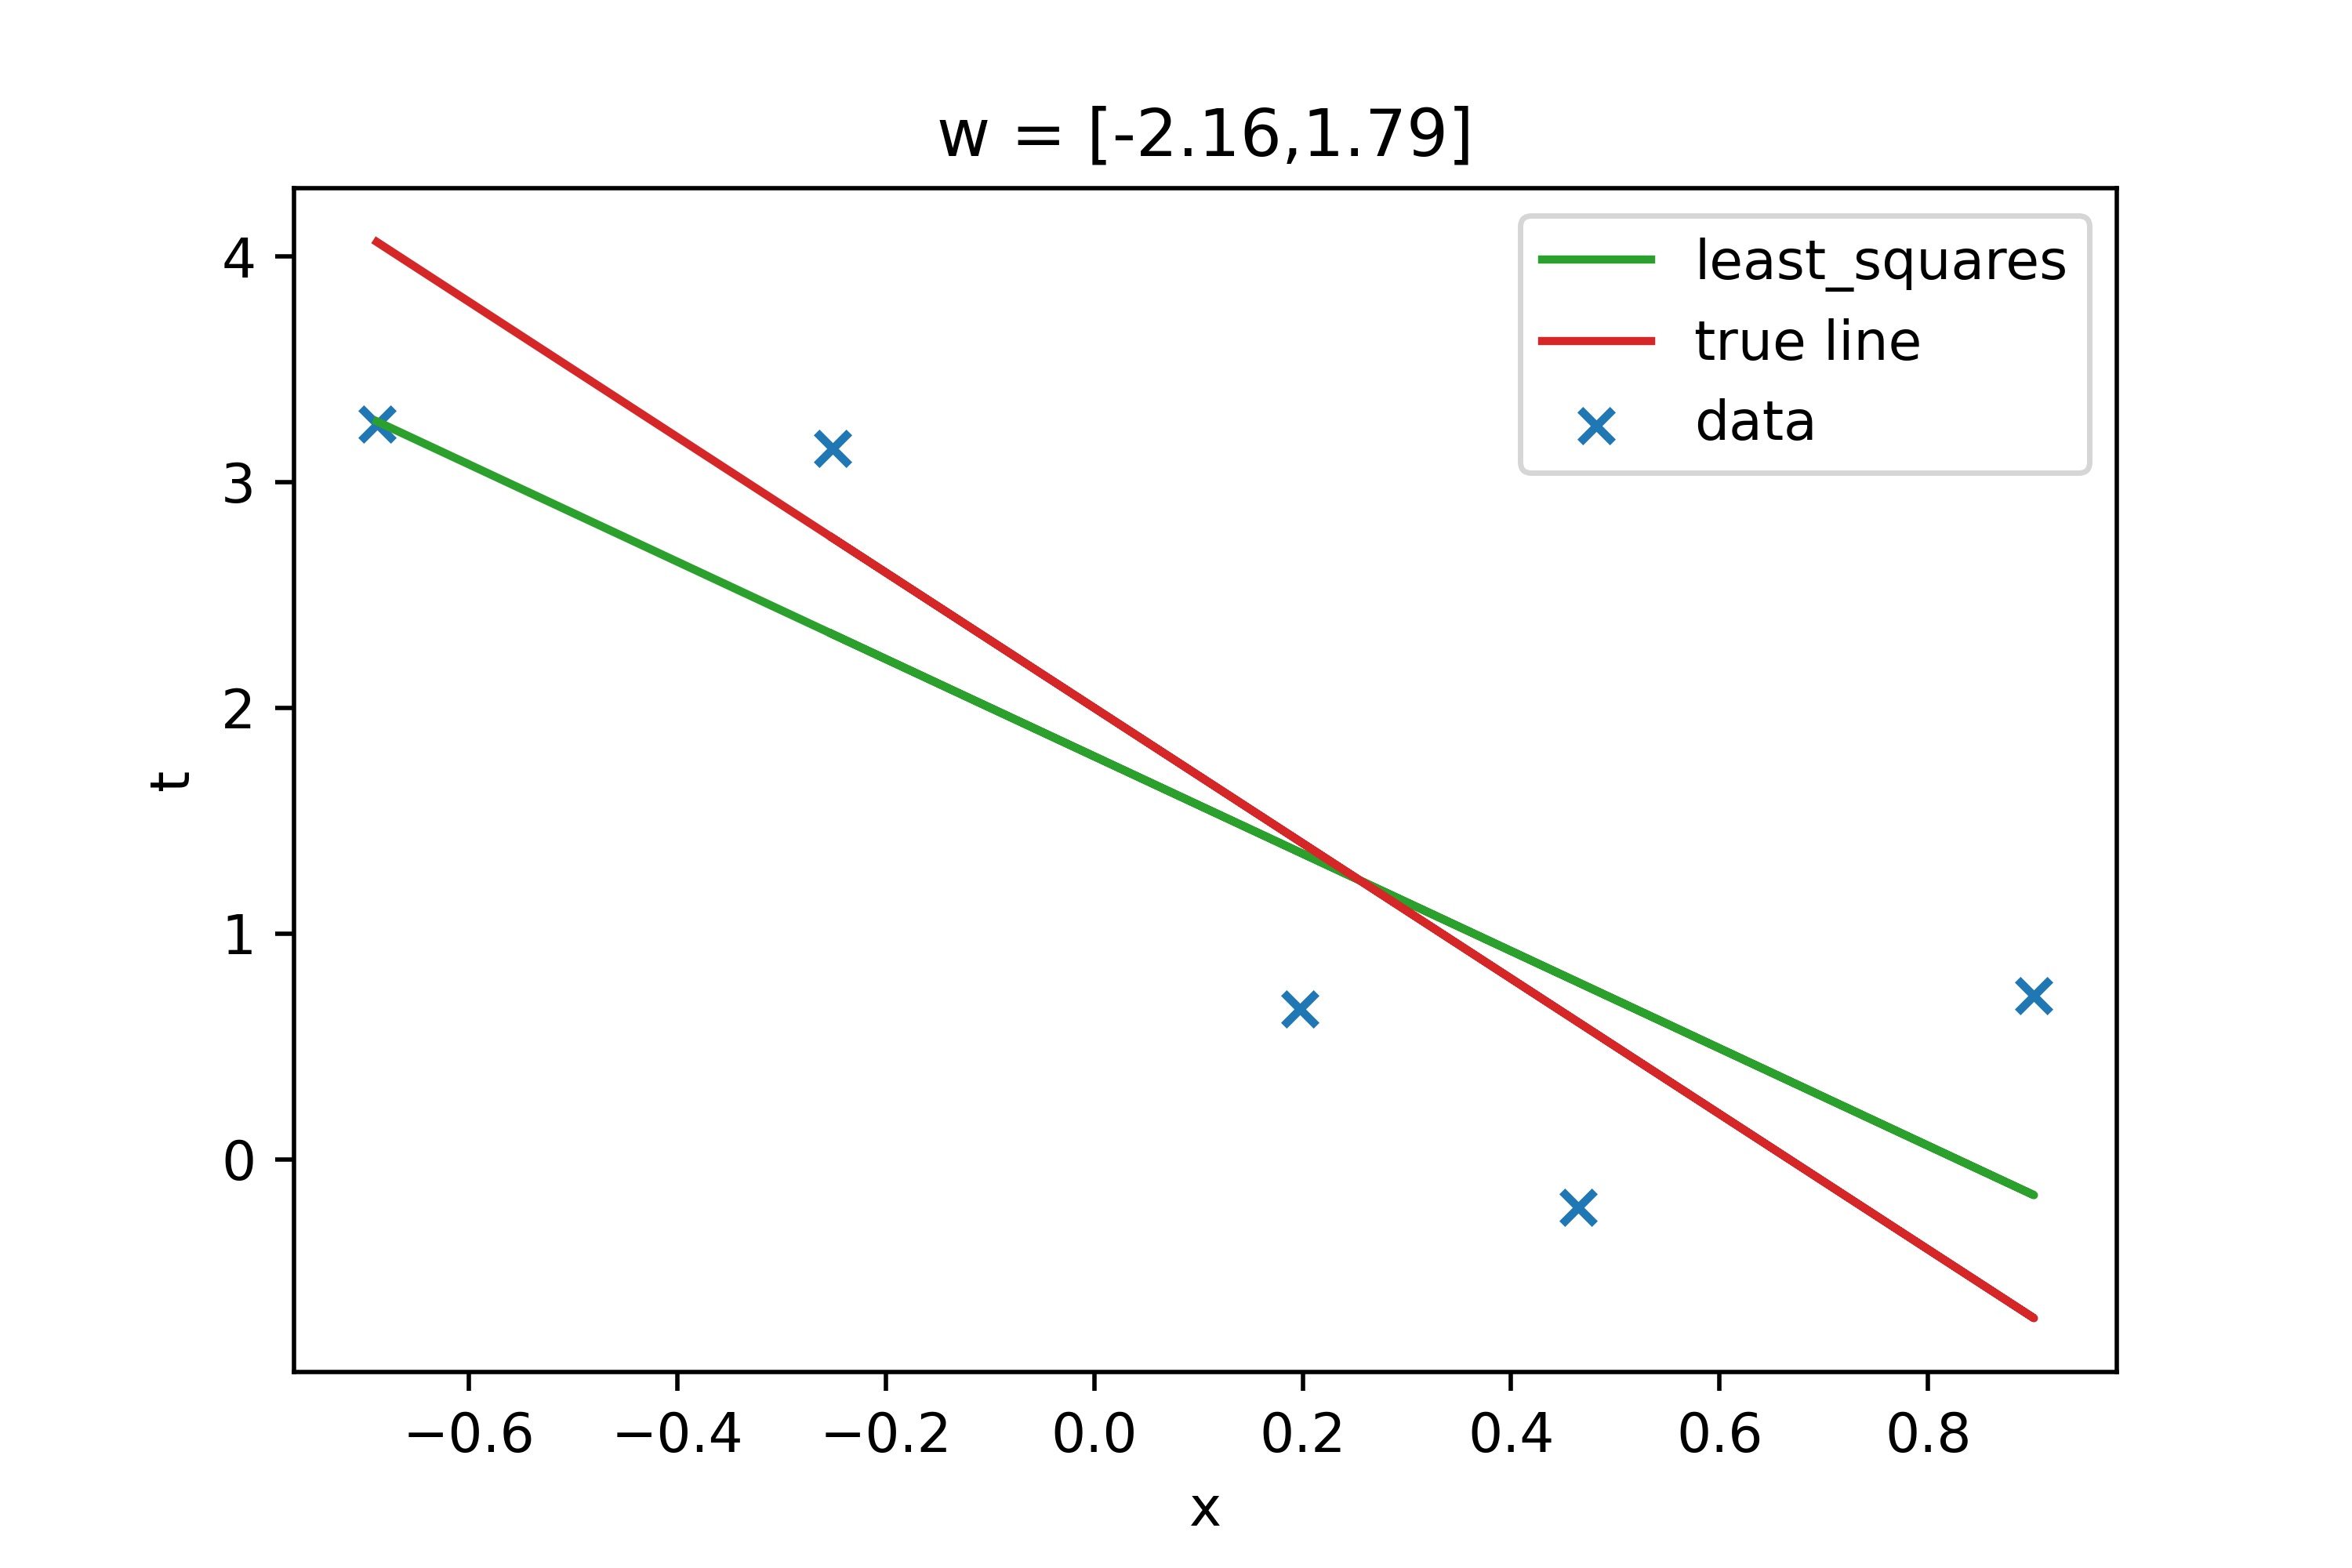 w = [-2.16,1.79]
least_squares
true line
data
4
3
2
1
0
t
−0.6 −0.4 −0.2 0.0 0.2 0.4 0.6 0.8
x